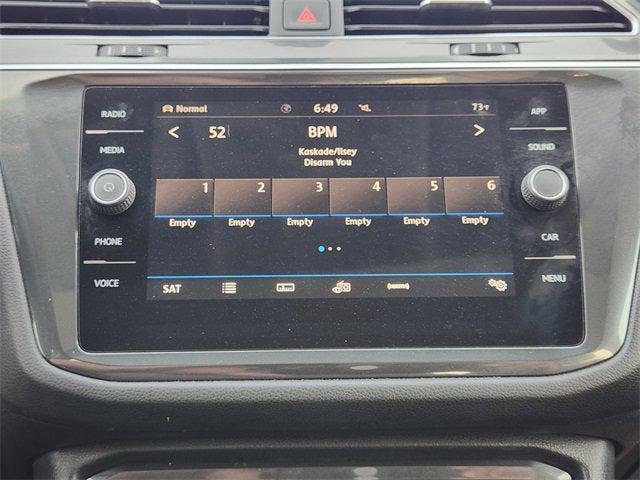 RADIO
MEDIA
PHONE
VOICE
Normal 6:49 73°F
< 52 BPM >
Kaskade/Ilsey
Disarm You
1 2 3 4 5 6
Empty Empty Empty Empty Empty Empty
SAT
APP
SOUND
CAR
MENU